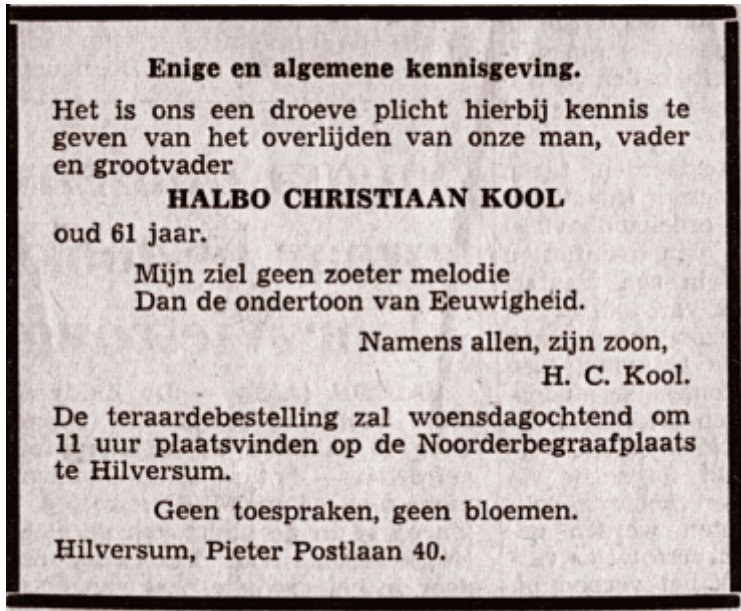 Enige en algemene kennisgeving.
Het is ons een droeve plicht hierbij kennis te
geven van het overlijden van onze man, vader
en grootvader
HALBO CHRISTIAAN KOOL
oud 61 jaar.
Mijn ziel geen zoeter melodie
Dan de ondertoon van Eeuwigheid.
Namens allen, zijn zoon,
H. C. Kool.
De teraardebestelling zal woensdagochtend om
11 uur plaatsvinden op de Noorderbegraafplaats
te Hilversum.
Geen toespraken, geen bloemen.
Hilversum, Pieter Postlaan 40.